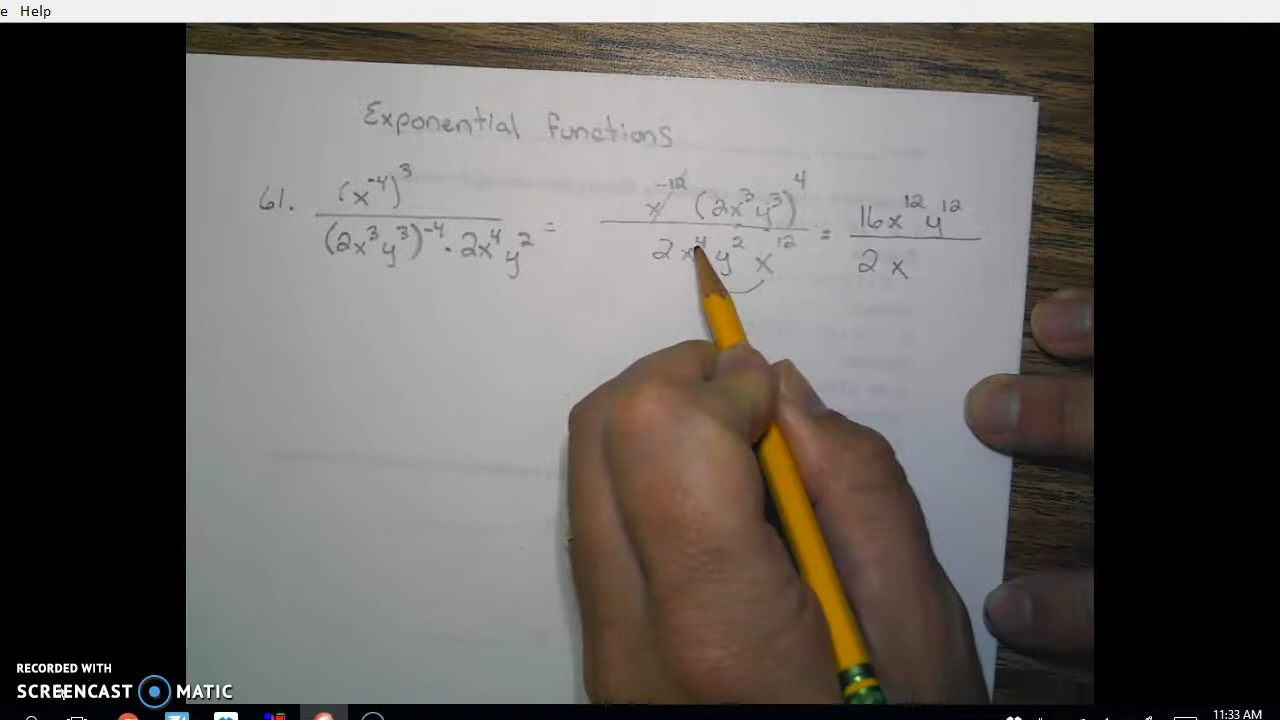 e Help
Exponential functions
61. (x^-4)^3 / (2x^3y^3)^-4 · 2x^4y^2 = x^-12 (2x^3y^3)^4 / 2x^4y^2x^12 = 16x^12y^12 / 2x
RECORDED WITH
SCREENCAST MATIC
11:33 AM